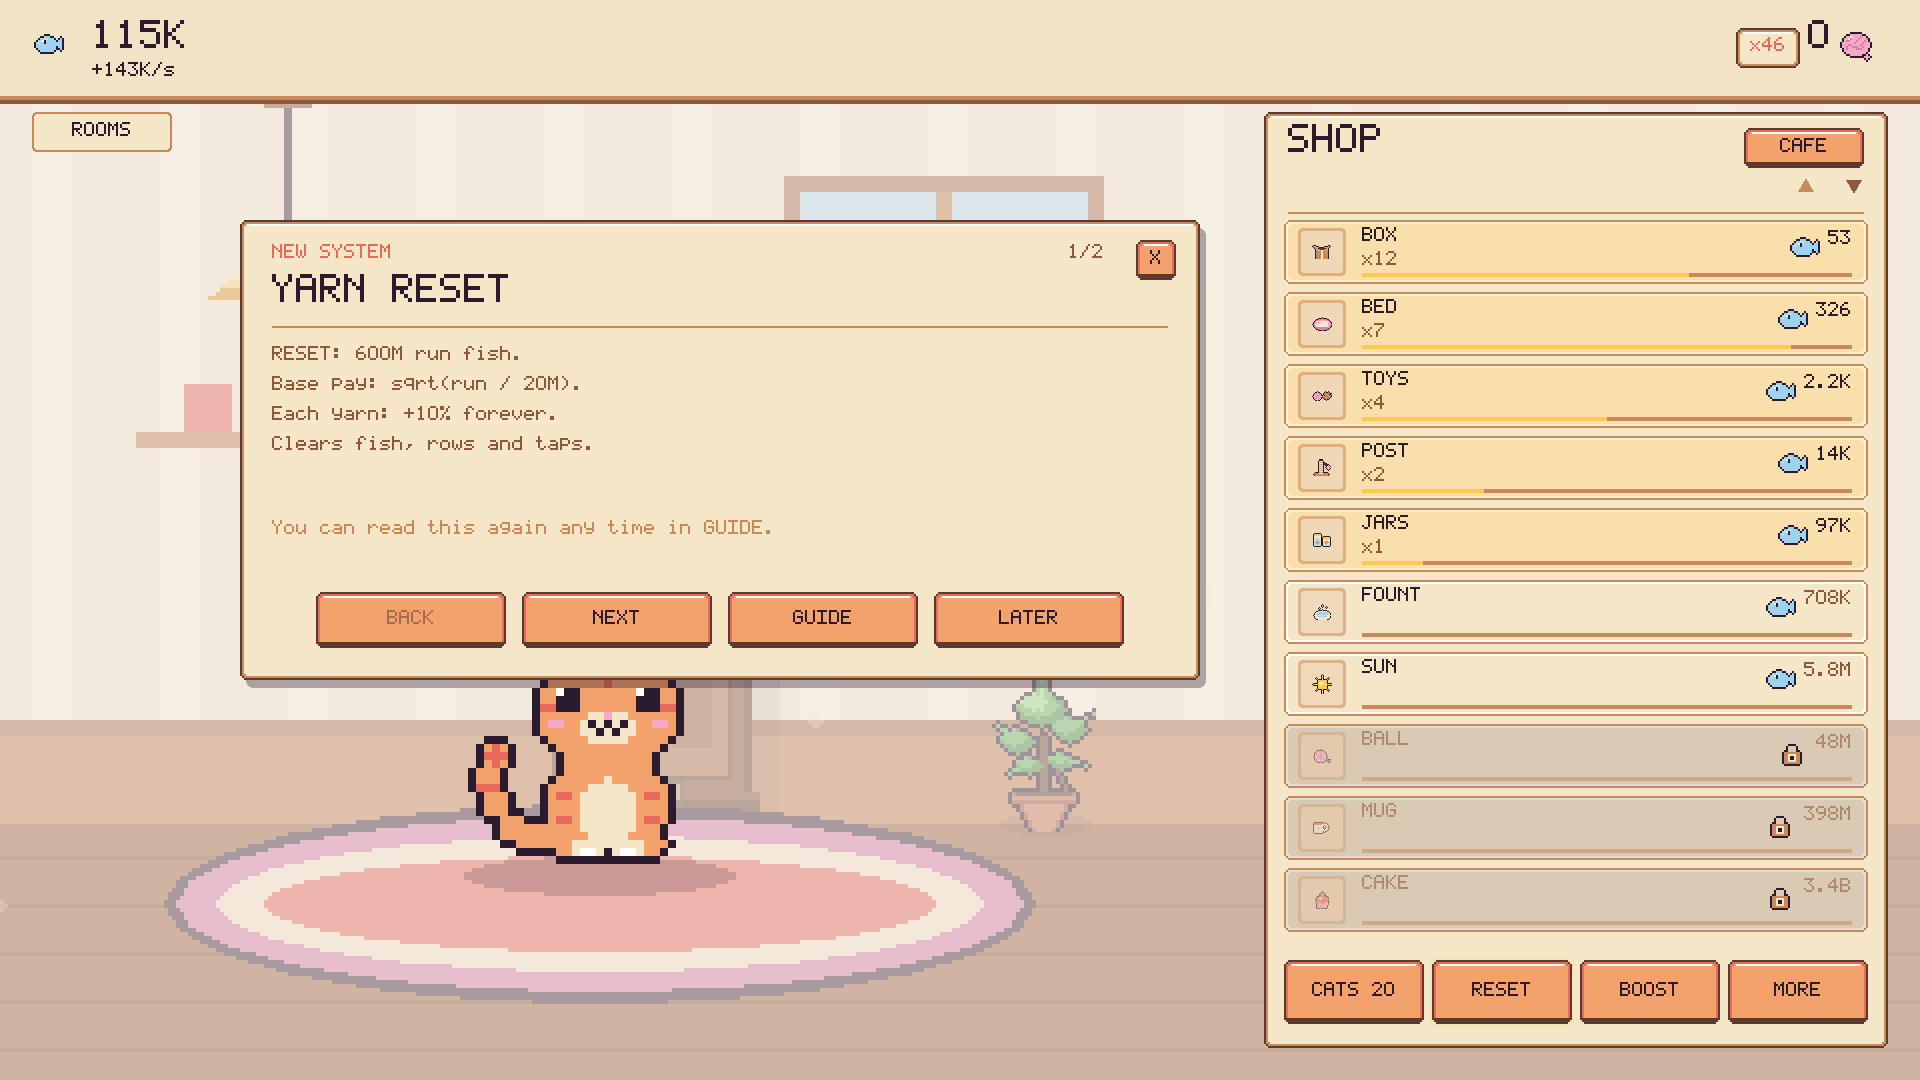 115K
+143K/s
x46
0
ROOMS
NEW SYSTEM
1/2
X
YARN RESET
RESET: 600M run fish.
Base pay: sqrt(run / 20M).
Each yarn: +10% forever.
Clears fish, rows and taps.
You can read this again any time in GUIDE.
BACK
NEXT
GUIDE
LATER
SHOP
CAFE
BOX
x12
53
BED
x7
326
TOYS
x4
2.2K
POST
x2
14K
JARS
x1
97K
FOUNT
708K
SUN
5.8M
BALL
48M
MUG
398M
CAKE
3.4B
CATS 20
RESET
BOOST
MORE